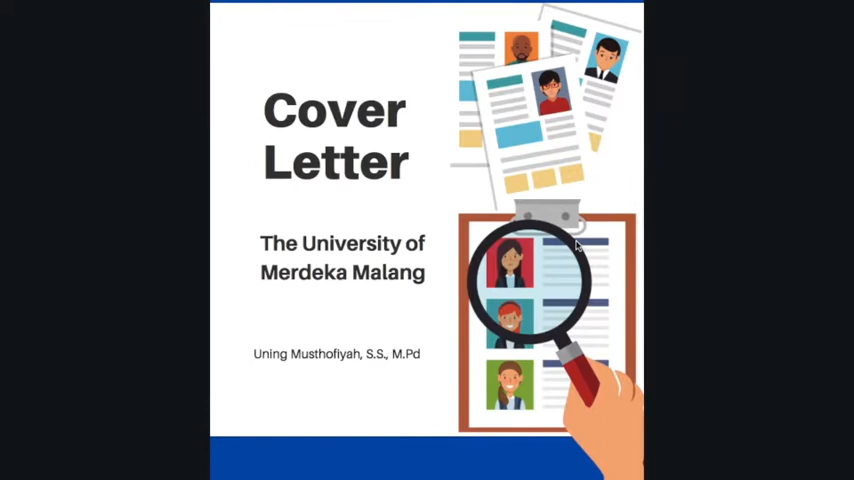 Cover
Letter
The University of
Merdeka Malang
Uning Musthofiyah, S.S., M.Pd